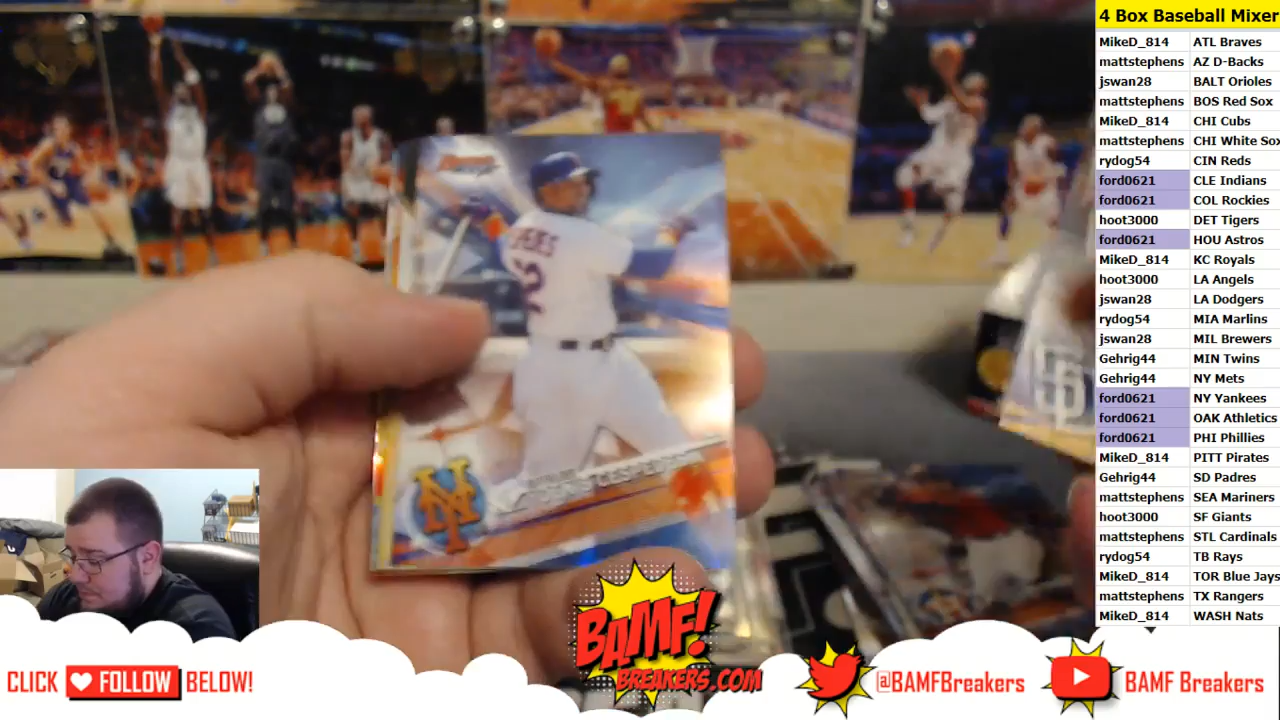 4 Box Baseball Mixer
MikeD_814 ATL Braves
mattstephens AZ D-Backs
jswan28 BALT Orioles
mattstephens BOS Red Sox
MikeD_814 CHI Cubs
mattstephens CHI White Sox
rydog54 CIN Reds
ford0621 CLE Indians
ford0621 COL Rockies
hoot3000 DET Tigers
ford0621 HOU Astros
MikeD_814 KC Royals
hoot3000 LA Angels
jswan28 LA Dodgers
rydog54 MIA Marlins
jswan28 MIL Brewers
Gehrig44 MIN Twins
Gehrig44 NY Mets
ford0621 NY Yankees
ford0621 OAK Athletics
ford0621 PHI Phillies
MikeD_814 PITT Pirates
Gehrig44 SD Padres
mattstephens SEA Mariners
hoot3000 SF Giants
mattstephens STL Cardinals
rydog54 TB Rays
MikeD_814 TOR Blue Jays
mattstephens TX Rangers
MikeD_814 WASH Nats
NY
SD
CLICK FOLLOW BELOW!
BAMF!
BREAKERS.COM
@BAMFBreakers
BAMF Breakers